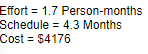 Effort = 1.7 Person-months
Schedule = 4.3 Months
Cost = $4176